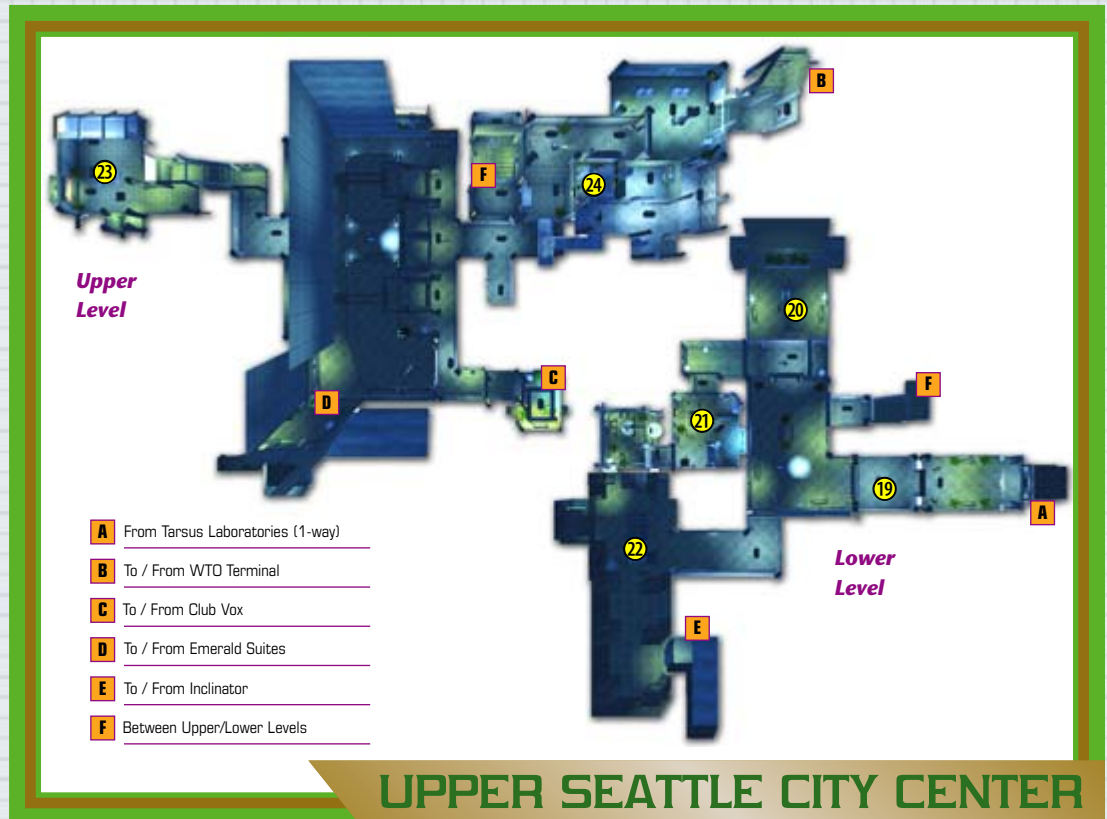 B
23
F
24
Upper
Level
20
C
F
D
21
19
A
22
Lower
Level
E
A From Tarsus Laboratories (1-way)
B To / From WTO Terminal
C To / From Club Vox
D To / From Emerald Suites
E To / From Inclinator
F Between Upper/Lower Levels
UPPER SEATTLE CITY CENTER